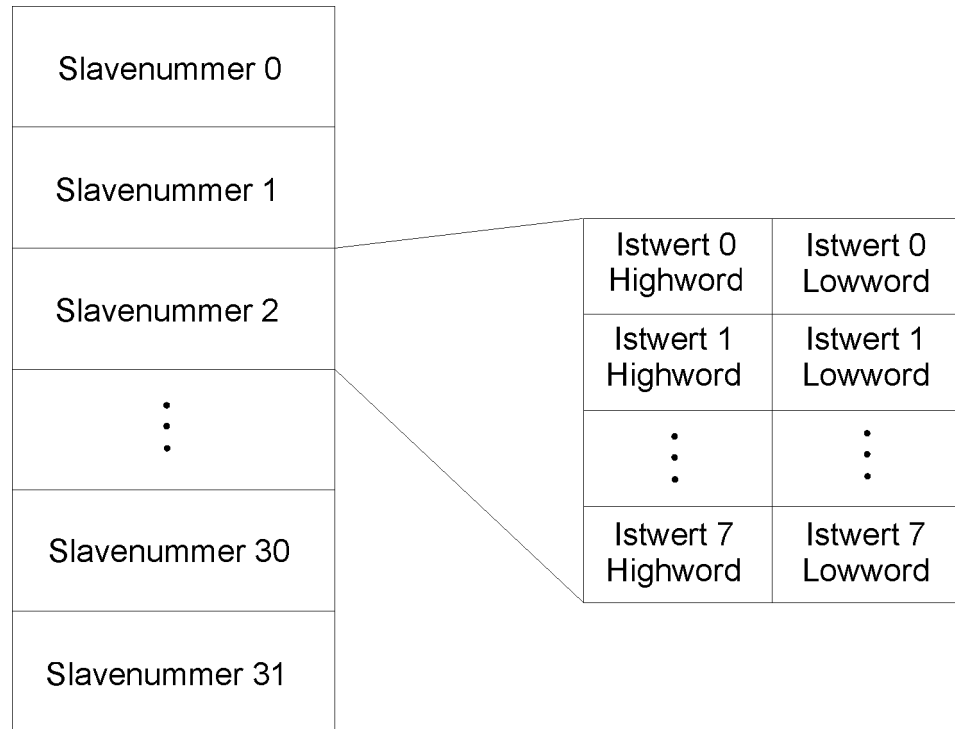 Slavenummer 0
Slavenummer 1
Slavenummer 2
Slavenummer 30
Slavenummer 31
Istwert 0
Highword
Istwert 0
Lowword
Istwert 1
Highword
Istwert 1
Lowword
Istwert 7
Highword
Istwert 7
Lowword